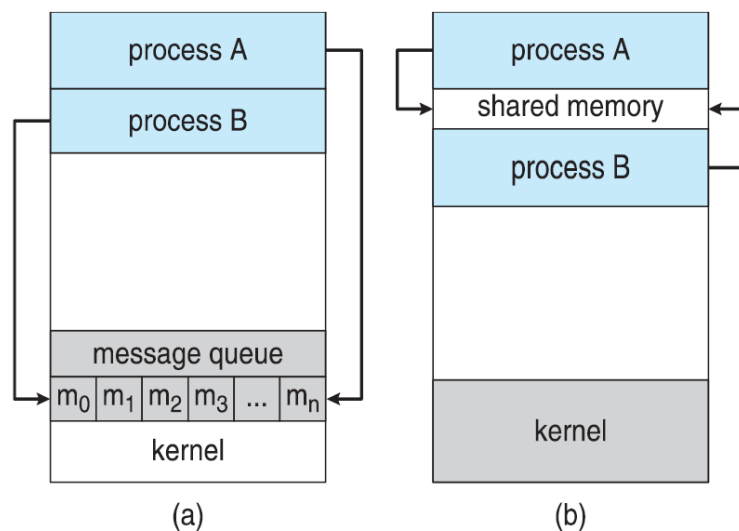 process A
process B
message queue
m₀ m₁ m₂ m₃ ... mₙ
kernel
(a)
process A
shared memory
process B
kernel
(b)